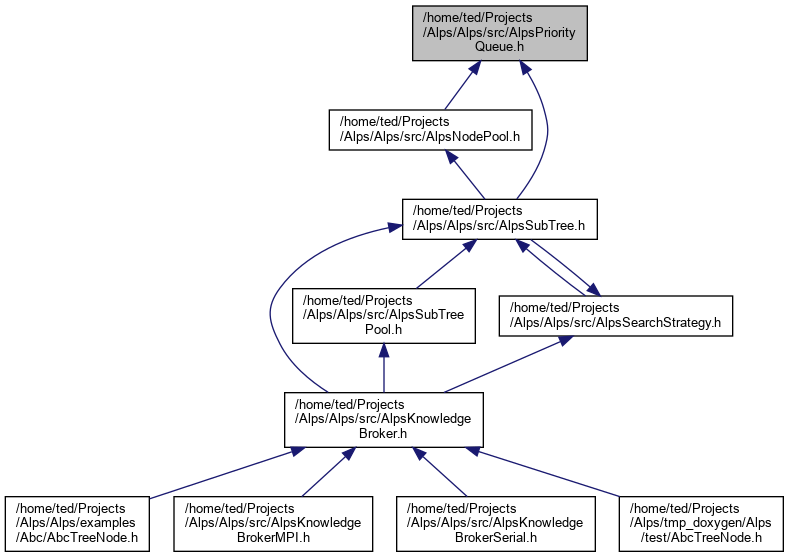 /home/ted/Projects
/Alps/Alps/src/AlpsPriority
Queue.h
/home/ted/Projects
/Alps/Alps/src/AlpsNodePool.h
/home/ted/Projects
/Alps/Alps/src/AlpsSubTree.h
/home/ted/Projects
/Alps/Alps/src/AlpsSubTree
Pool.h
/home/ted/Projects
/Alps/Alps/src/AlpsSearchStrategy.h
/home/ted/Projects
/Alps/Alps/src/AlpsKnowledge
Broker.h
/home/ted/Projects
/Alps/Alps/examples
/Abc/AbcTreeNode.h
/home/ted/Projects
/Alps/Alps/src/AlpsKnowledge
BrokerMPI.h
/home/ted/Projects
/Alps/Alps/src/AlpsKnowledge
BrokerSerial.h
/home/ted/Projects
/Alps/tmp_doxygen/Alps
/test/AbcTreeNode.h